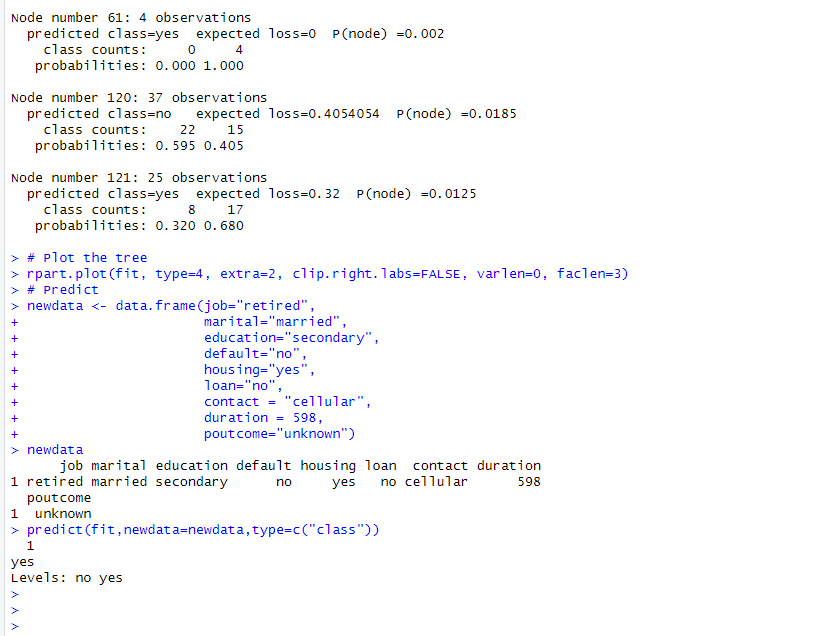 Node number 61: 4 observations
  predicted class=yes  expected loss=0  P(node) =0.002
    class counts:     0     4
   probabilities: 0.000 1.000

Node number 120: 37 observations
  predicted class=no   expected loss=0.4054054  P(node) =0.0185
    class counts:    22    15
   probabilities: 0.595 0.405

Node number 121: 25 observations
  predicted class=yes  expected loss=0.32  P(node) =0.0125
    class counts:     8    17
   probabilities: 0.320 0.680

> # Plot the tree
> rpart.plot(fit, type=4, extra=2, clip.right.labs=FALSE, varlen=0, faclen=3)
> # Predict
> newdata <- data.frame(job="retired",
+                       marital="married",
+                       education="secondary",
+                       default="no",
+                       housing="yes",
+                       loan="no",
+                       contact = "cellular",
+                       duration = 598,
+                       poutcome="unknown")
> newdata
      job marital education default housing loan  contact duration
1 retired married secondary      no     yes   no cellular      598
  poutcome
1  unknown
> predict(fit,newdata=newdata,type=c("class"))
  1
yes
Levels: no yes
>
>
>